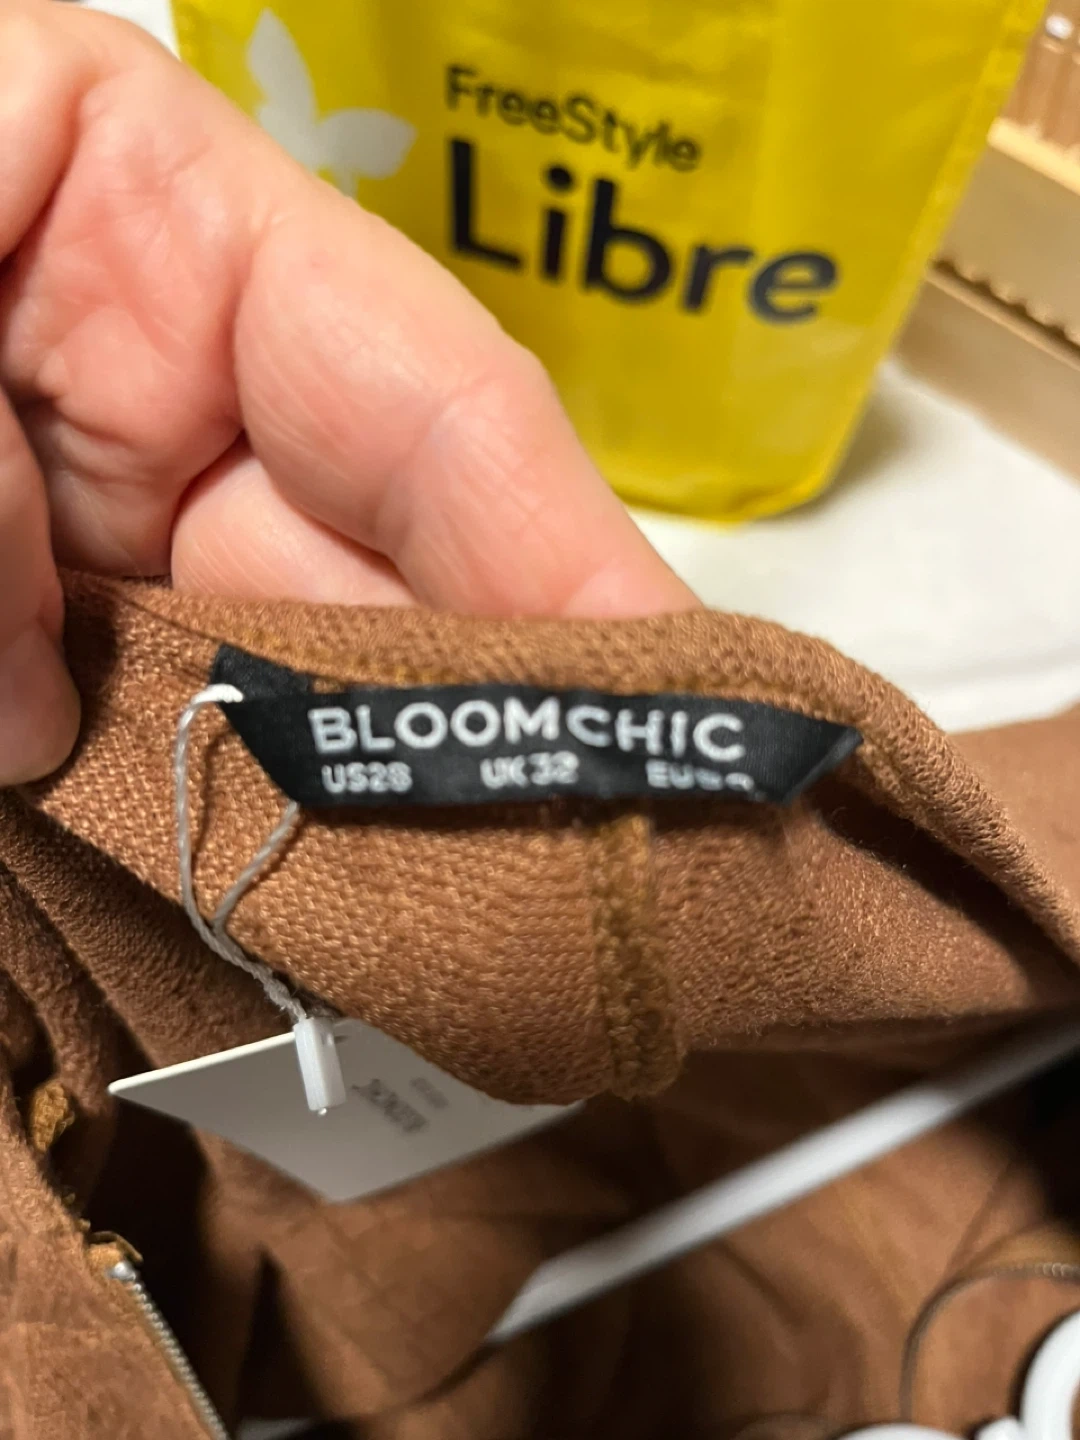 FreeStyle
Libre
BLOOMCHIC
US28 UK32